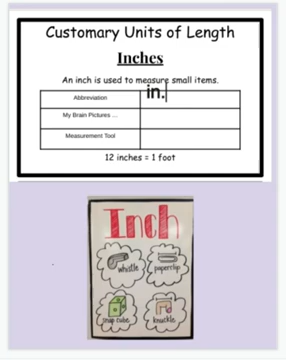 Customary Units of Length
Inches
An inch is used to measure small items.
Abbreviation in.
My Brain Pictures ...
Measurement Tool
12 inches = 1 foot
Inch
whistle paperclip
snap cube knuckle